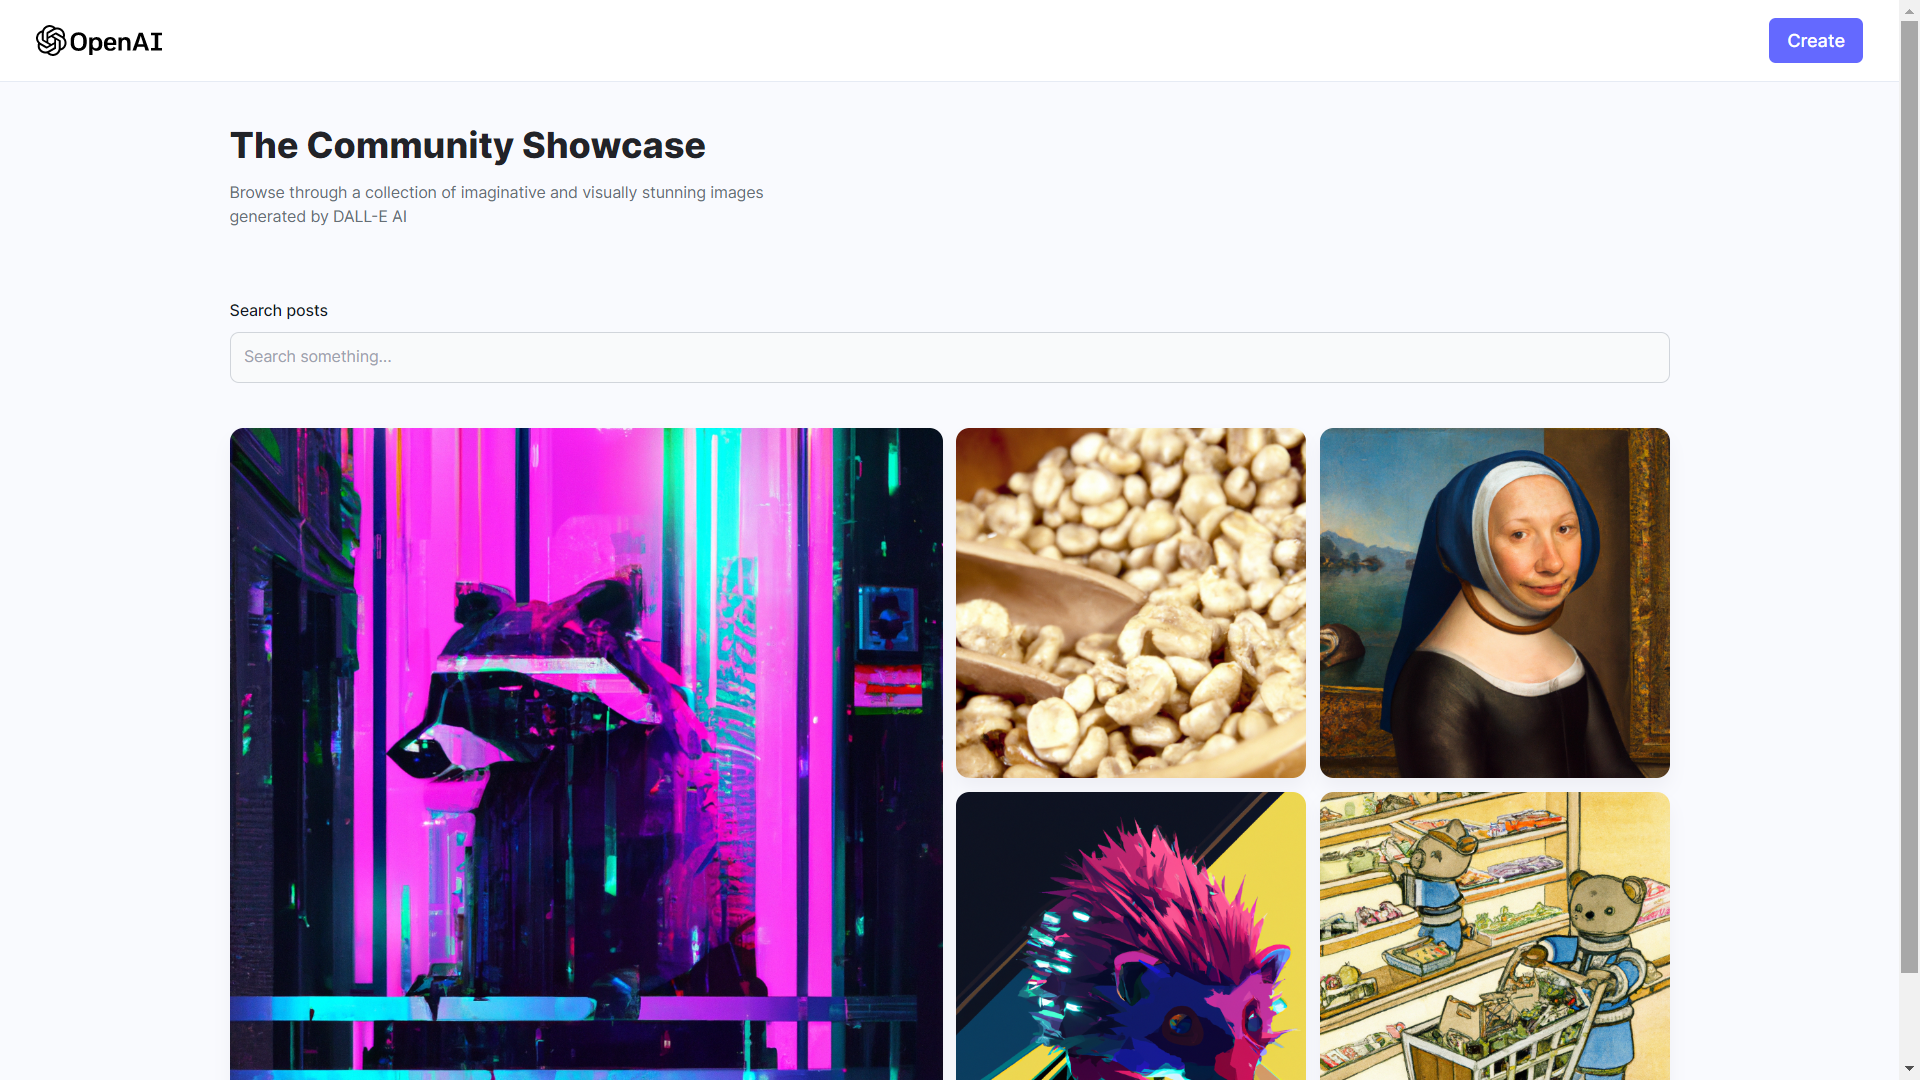 OpenAI
Create
The Community Showcase
Browse through a collection of imaginative and visually stunning images
generated by DALL-E AI
Search posts
Search something...